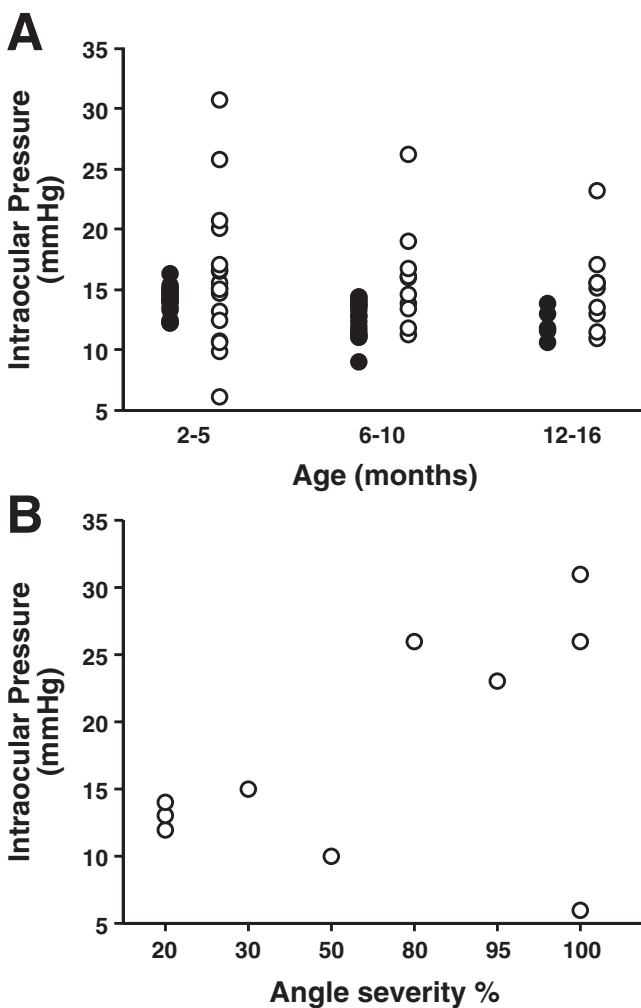 A
35
30
25
20
15
10
5
Intraocular Pressure
(mmHg)
2-5 6-10 12-16
Age (months)
B
35
30
25
20
15
10
5
Intraocular Pressure
(mmHg)
20 30 50 80 95 100
Angle severity %